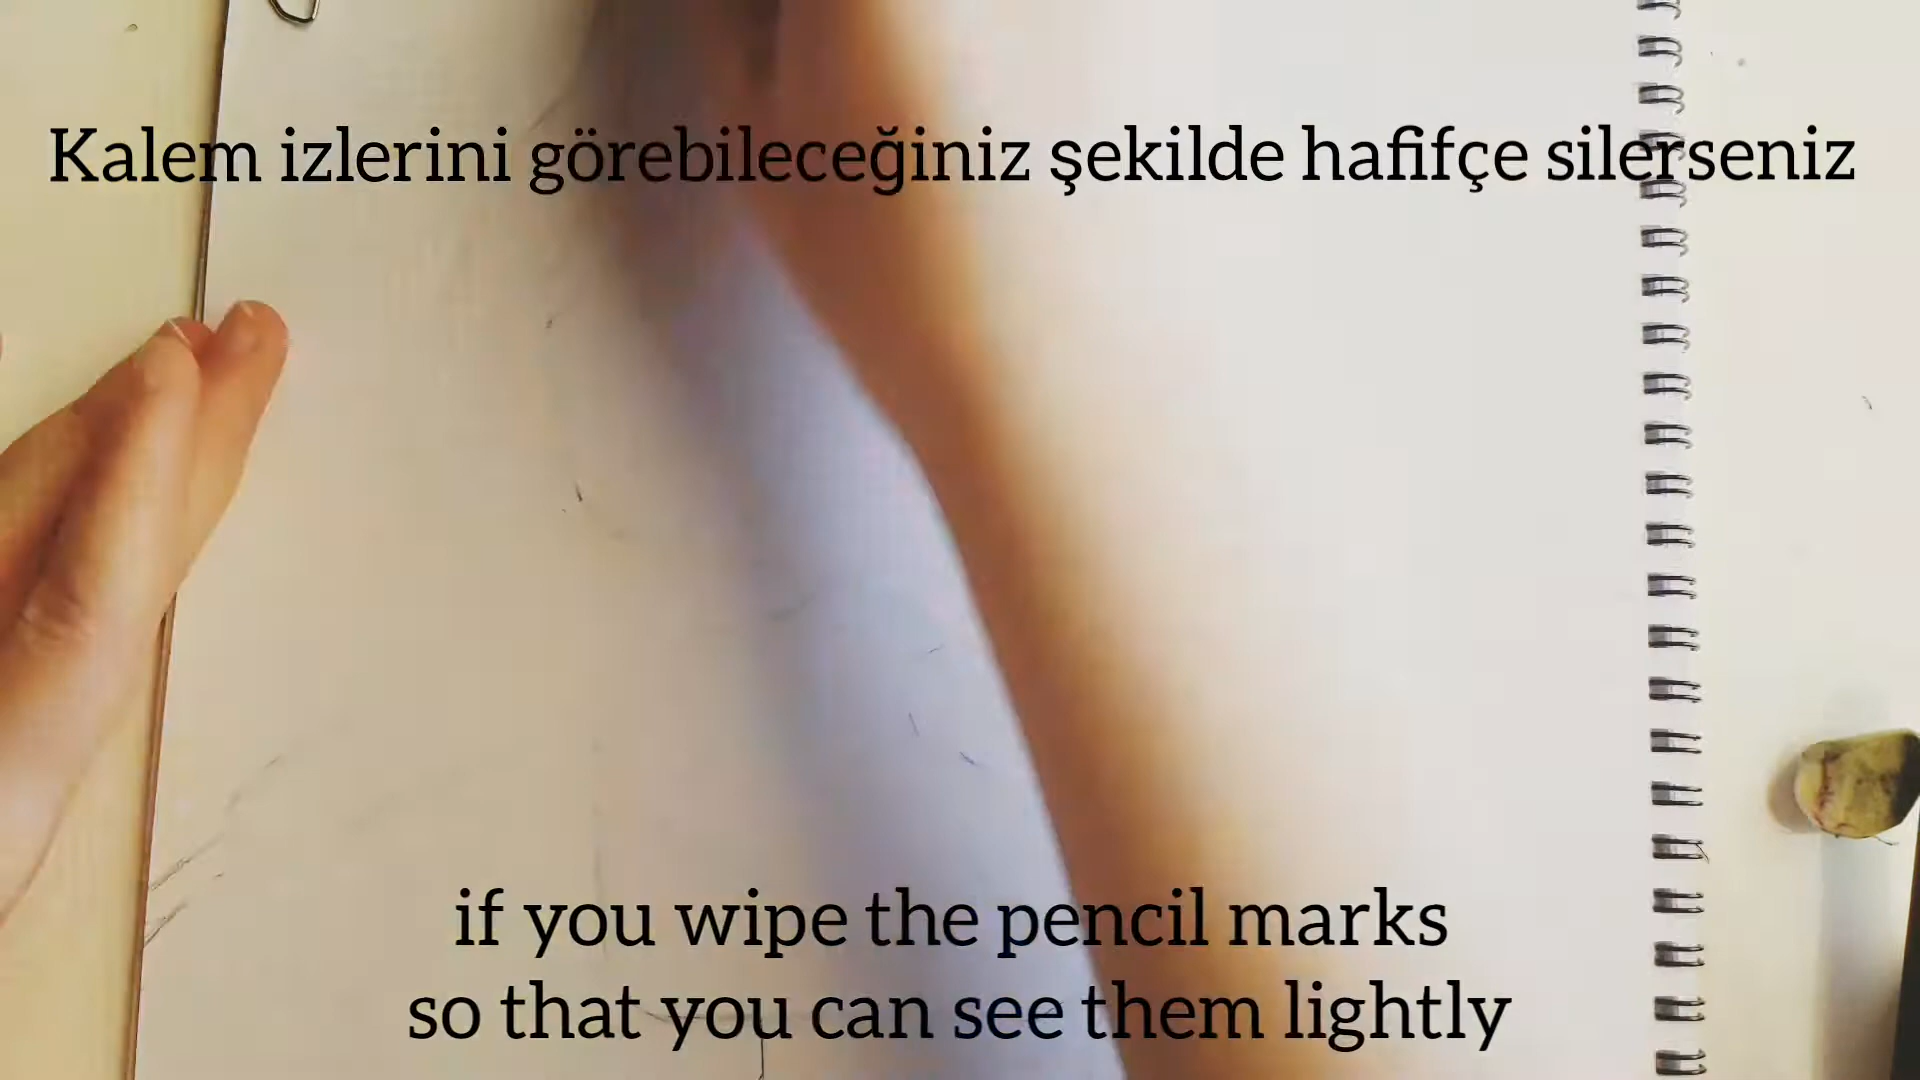 Kalem izlerini görebileceğiniz şekilde hafifçe silerseniz
if you wipe the pencil marks
so that you can see them lightly